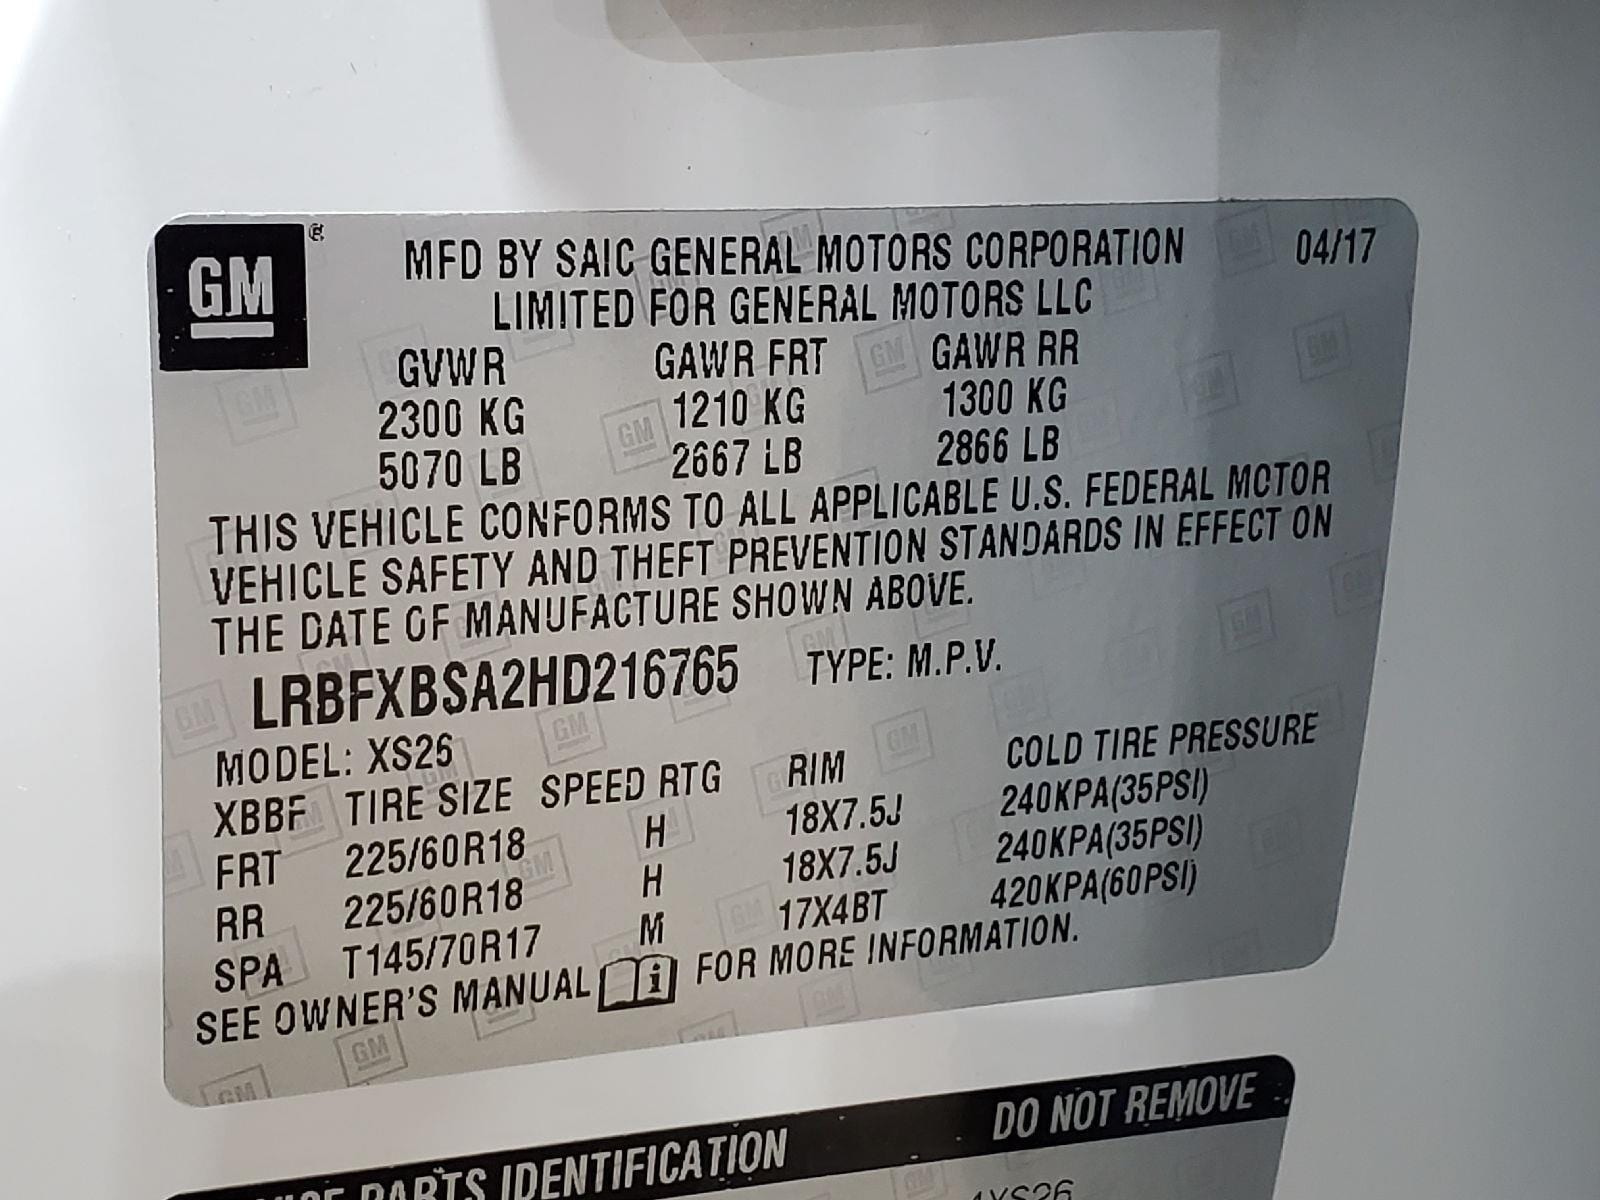 GM
MFD BY SAIC GENERAL MOTORS CORPORATION 04/17
LIMITED FOR GENERAL MOTORS LLC
GVWR GAWR FRT GAWR RR
2300 KG 1210 KG 1300 KG
5070 LB 2667 LB 2866 LB
THIS VEHICLE CONFORMS TO ALL APPLICABLE U.S. FEDERAL MOTOR
VEHICLE SAFETY AND THEFT PREVENTION STANDARDS IN EFFECT ON
THE DATE OF MANUFACTURE SHOWN ABOVE.
LRBFXBSA2HD216765 TYPE: M.P.V.
MODEL: XS26
XBBF TIRE SIZE SPEED RTG RIM COLD TIRE PRESSURE
FRT 225/60R18 H 18X7.5J 240KPA(35PSI)
RR 225/60R18 H 18X7.5J 240KPA(35PSI)
SPA T145/70R17 M 17X4BT 420KPA(60PSI)
SEE OWNER'S MANUAL FOR MORE INFORMATION.
PARTS IDENTIFICATION DO NOT REMOVE